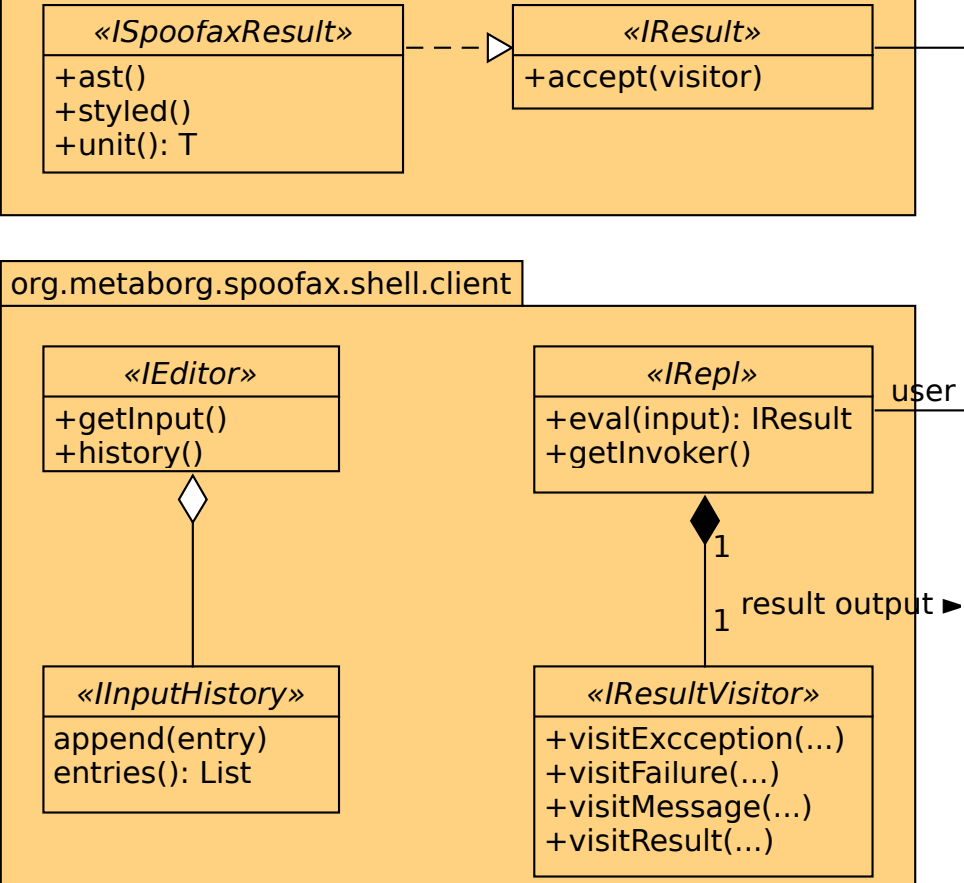 «ISpoofaxResult»
+ast()
+styled()
+unit(): T
«IResult»
+accept(visitor)
org.metaborg.spoofax.shell.client
«IEditor»
+getInput()
+history()
«IRepl»
+eval(input): IResult
+getInvoker()
user
1
1
result output ►
«IInputHistory»
append(entry)
entries(): List
«IResultVisitor»
+visitExcception(...)
+visitFailure(...)
+visitMessage(...)
+visitResult(...)